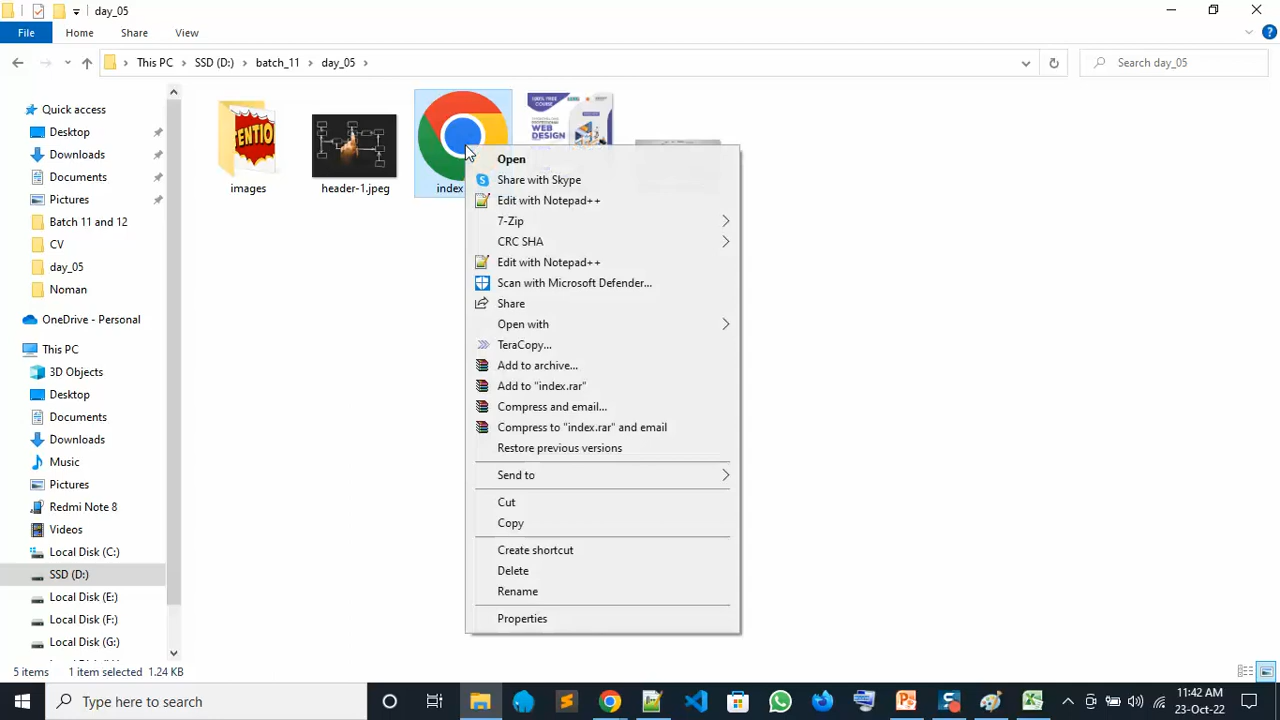 day_05
File Home Share View
This PC SSD (D:) batch_11 day_05
Search day_05
Quick access
Desktop
Downloads
Documents
Pictures
Batch 11 and 12
CV
day_05
Noman
OneDrive - Personal
This PC
3D Objects
Desktop
Documents
Downloads
Music
Pictures
Redmi Note 8
Videos
Local Disk (C:)
SSD (D:)
Local Disk (E:)
Local Disk (F:)
Local Disk (G:)
ENTIO
images
header-1.jpeg
index
100% FREE
COURSE
WEB
DESIGN
Open
Share with Skype
Edit with Notepad++
7-Zip
CRC SHA
Edit with Notepad++
Scan with Microsoft Defender...
Share
Open with
TeraCopy...
Add to archive...
Add to "index.rar"
Compress and email...
Compress to "index.rar" and email
Restore previous versions
Send to
Cut
Copy
Create shortcut
Delete
Rename
Properties
5 items 1 item selected 1.24 KB
Type here to search
11:42 AM
23-Oct-22